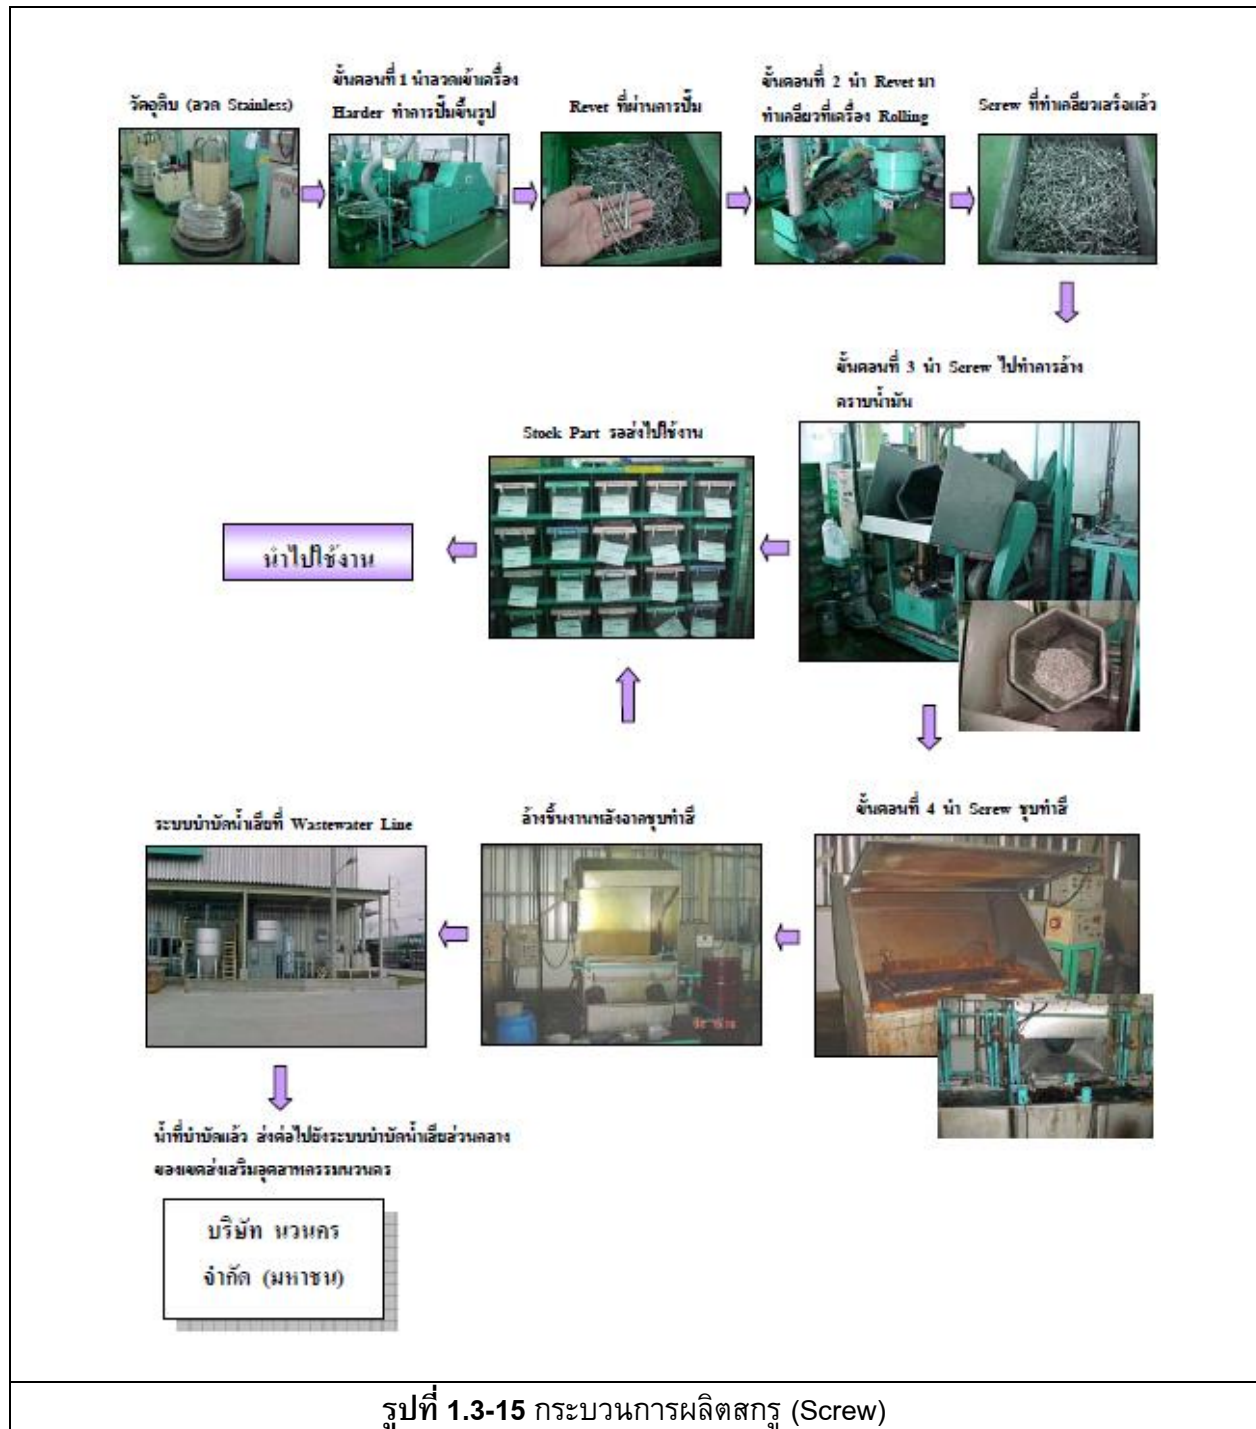 วัตถุดิบ (ลวด Stainless)
ขั้นตอนที่ 1 นำลวดเข้าเครื่อง
Harder ทำการปั๊มขึ้นรูป
Revet ที่ผ่านการปั๊ม
ขั้นตอนที่ 2 นำ Revet มา
ทำเกลียวที่เครื่อง Rolling
Screw ที่ทำเกลียวเสร็จแล้ว
ขั้นตอนที่ 3 นำ Screw ไปทำการล้าง
คราบน้ำมัน
Stock Part รอส่งไปใช้งาน
นำไปใช้งาน
ระบบบำบัดน้ำเสียที่ Wastewater Line
ล้างชิ้นงานหลังจากชุบทำสี
ขั้นตอนที่ 4 นำ Screw ชุบทำสี
น้ำที่บำบัดแล้ว ส่งต่อไปยังระบบบำบัดน้ำเสียส่วนกลาง
ของเขตส่งเสริมอุตสาหกรรมนวนคร
บริษัท นวนคร
จำกัด (มหาชน)
รูปที่ 1.3-15 กระบวนการผลิตสกรู (Screw)